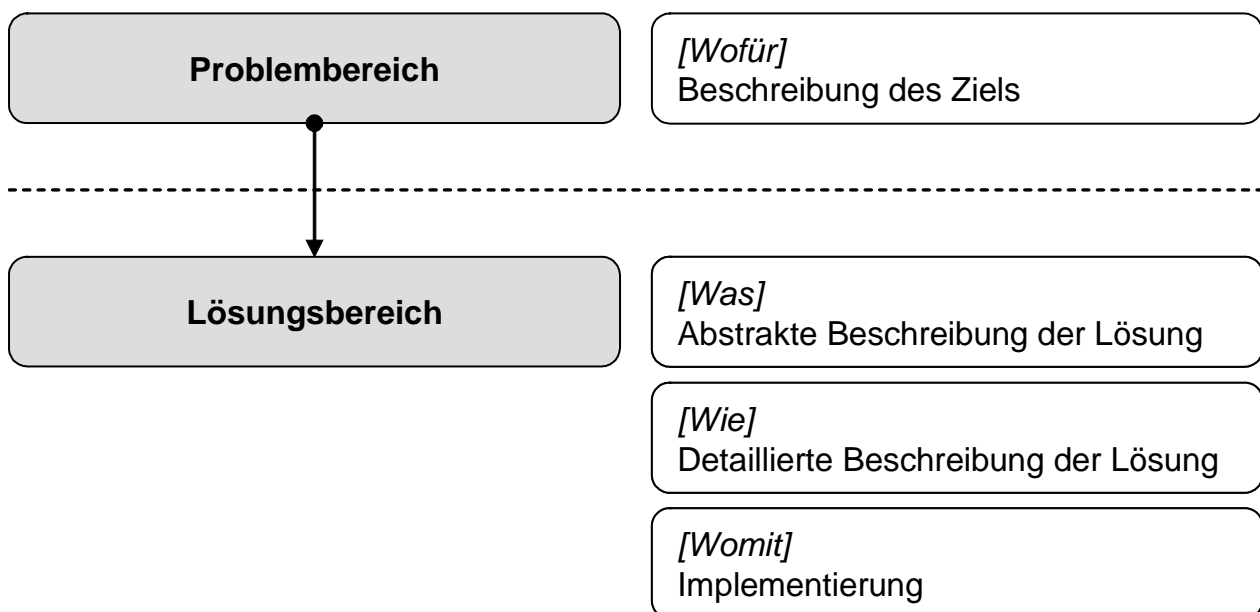 Problembereich
[Wofür]
Beschreibung des Ziels
Lösungsbereich
[Was]
Abstrakte Beschreibung der Lösung
[Wie]
Detaillierte Beschreibung der Lösung
[Womit]
Implementierung